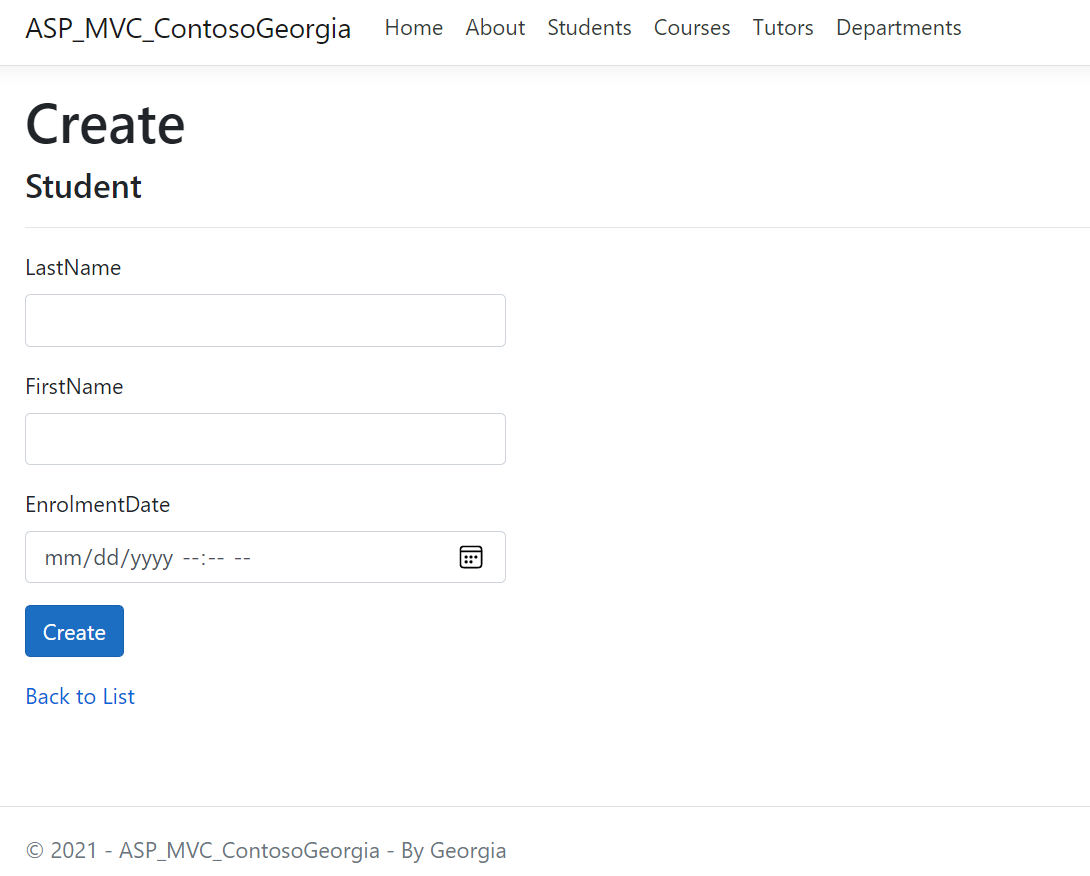 ASP_MVC_ContosoGeorgia Home About Students Courses Tutors Departments
Create
Student
LastName
FirstName
EnrolmentDate
mm/dd/yyyy --:-- --
Create
Back to List
© 2021 - ASP_MVC_ContosoGeorgia - By Georgia